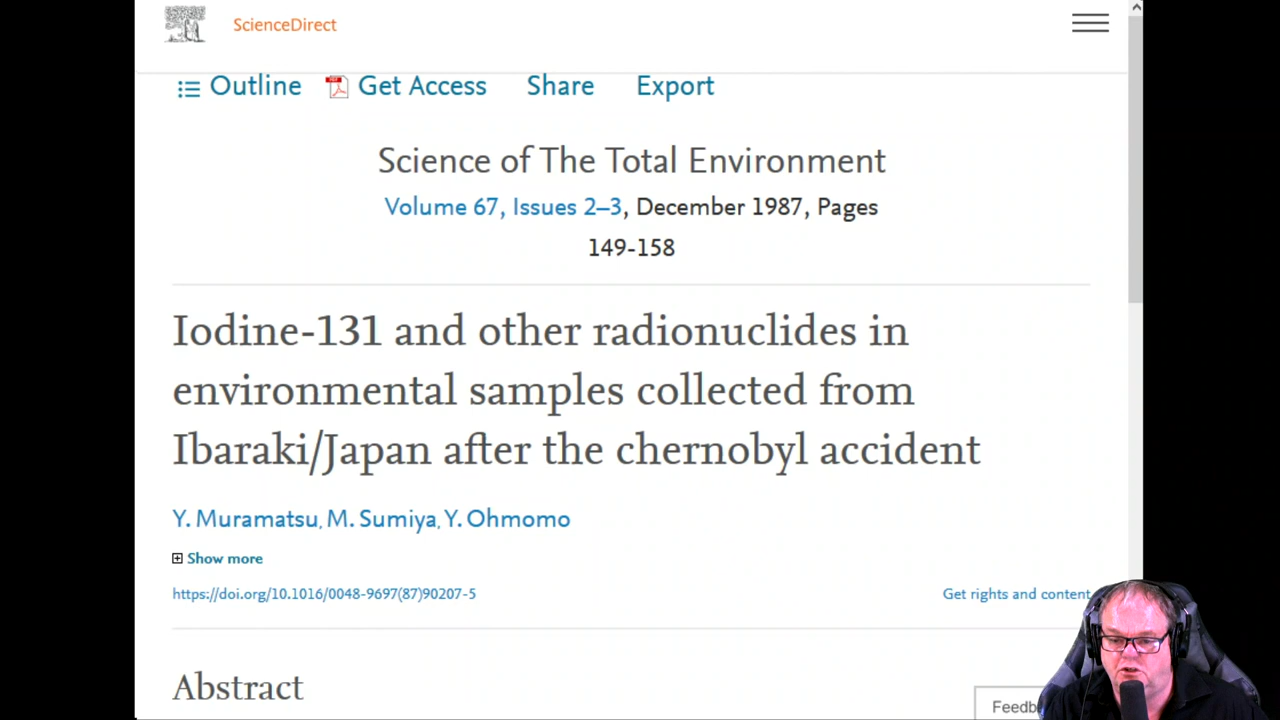 ScienceDirect
Outline Get Access Share Export
Science of The Total Environment
Volume 67, Issues 2–3, December 1987, Pages
149-158
Iodine-131 and other radionuclides in
environmental samples collected from
Ibaraki/Japan after the chernobyl accident
Y. Muramatsu, M. Sumiya, Y. Ohmomo
Show more
https://doi.org/10.1016/0048-9697(87)90207-5
Get rights and content
Abstract